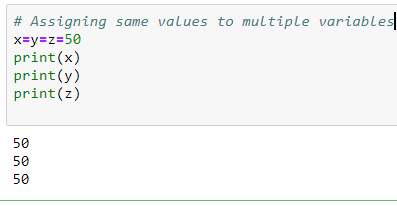 # Assigning same values to multiple variables
x=y=z=50
print(x)
print(y)
print(z)
50
50
50